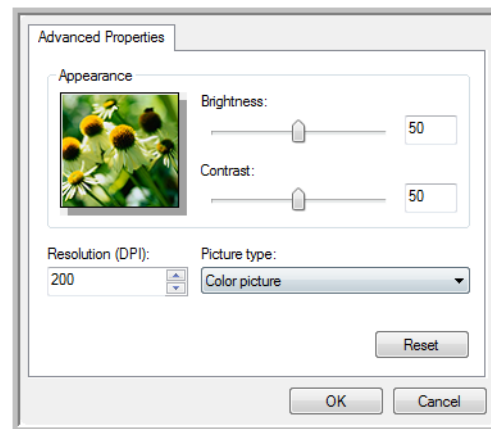 Advanced Properties
Appearance
Brightness:
50
Contrast:
50
Resolution (DPI):
200
Picture type:
Color picture
Reset
OK
Cancel